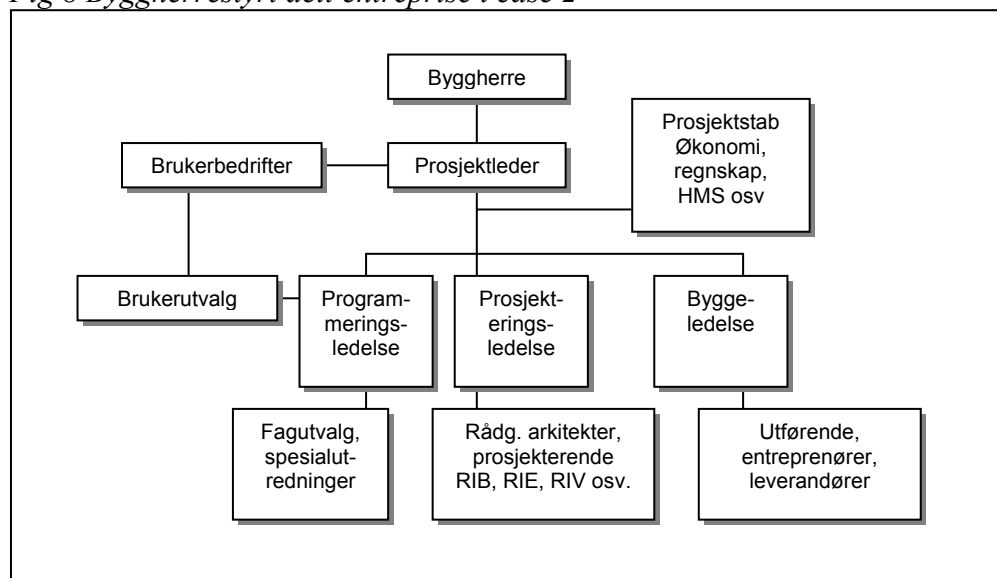 Fig 8 Byggherrestyrt delt entreprise i case 2
Byggherre
Prosjektstab
Økonomi,
regnskap,
HMS osv
Brukerbedrifter
Prosjektleder
Brukerutvalg
Program-
merings-
ledelse
Prosjekt-
erings-
ledelse
Bygge-
ledelse
Fagutvalg,
spesialut-
redninger
Rådg. arkitekter,
prosjekterende
RIB, RIE, RIV osv.
Utførende,
entreprenører,
leverandører